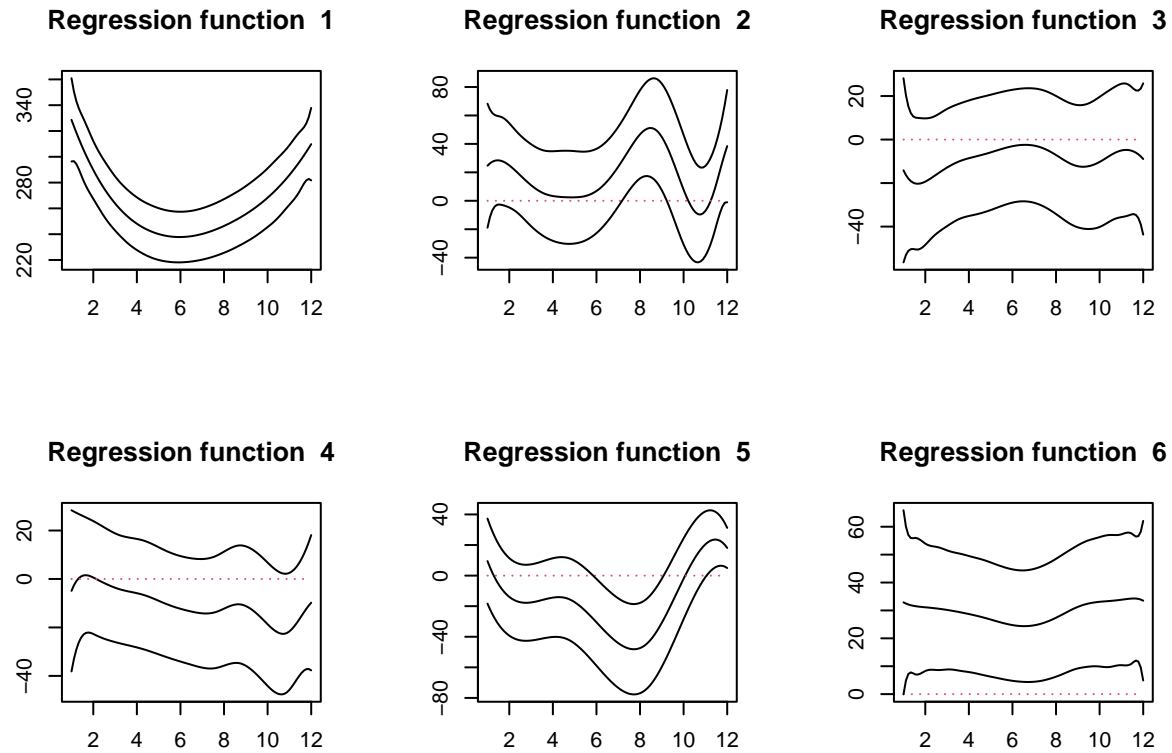 Regression function 1
Regression function 2
Regression function 3
340
280
220
2 4 6 8 10 12
80
40
0
−40
2 4 6 8 10 12
20
0
−40
2 4 6 8 10 12
Regression function 4
Regression function 5
Regression function 6
20
0
−40
2 4 6 8 10 12
40
0
−40
−80
2 4 6 8 10 12
60
40
20
0
2 4 6 8 10 12